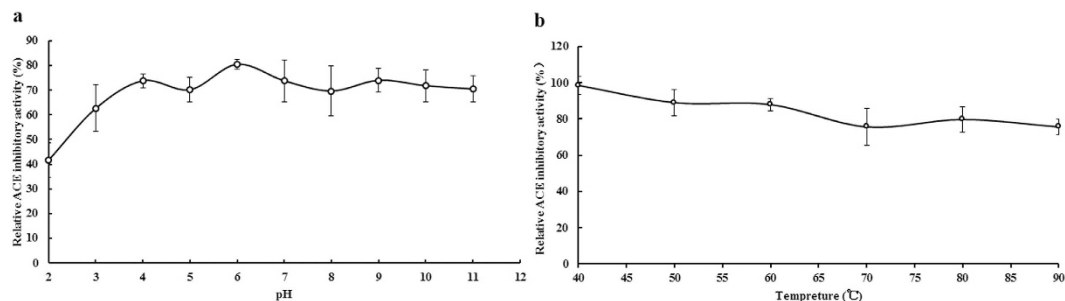 a
Relative ACE inhibitory activity (%)
90
80
70
60
50
40
30
20
10
0
2 3 4 5 6 7 8 9 10 11 12
pH
b
Relative ACE inhibitory activity (%)
120
100
80
60
40
20
0
40 45 50 55 60 65 70 75 80 85 90
Tempreture (℃)